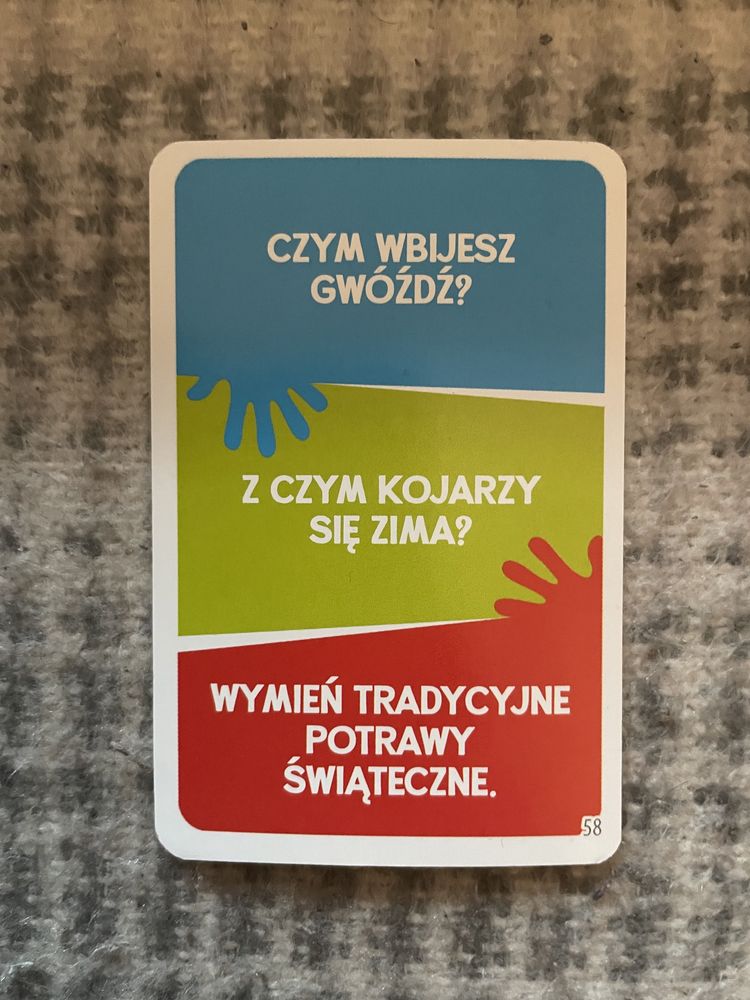 CZYM WBIJESZ
GWÓŹDŹ?
Z CZYM KOJARZY
SIĘ ZIMA?
WYMIEŃ TRADYCYJNE
POTRAWY
ŚWIĄTECZNE.
58